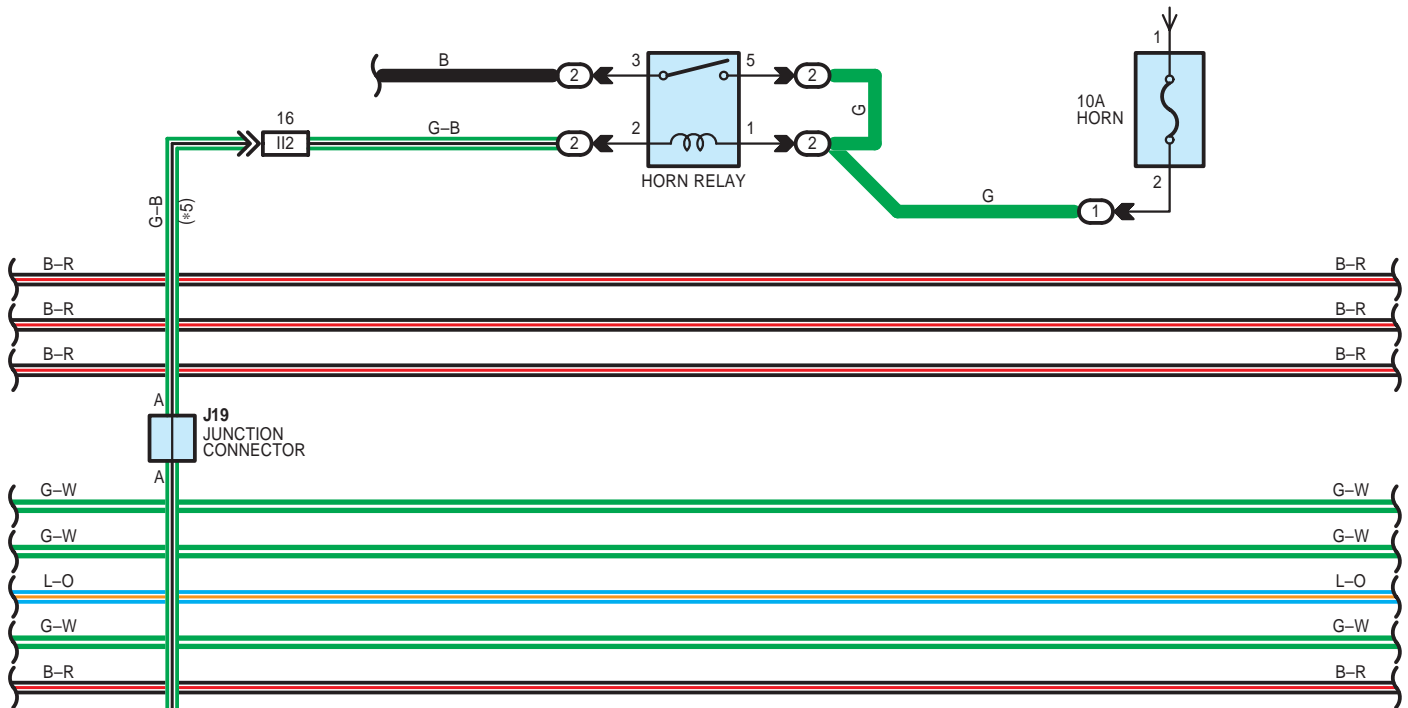 1
B
2
3
5
2
10A
HORN
G
16
II2
G–B
2
2
1
2
HORN RELAY
2
G
1
G–B
(*5)
B–R
B–R
B–R
B–R
B–R
B–R
A
J19
JUNCTION
CONNECTOR
A
G–W
G–W
G–W
G–W
L–O
L–O
G–W
G–W
B–R
B–R